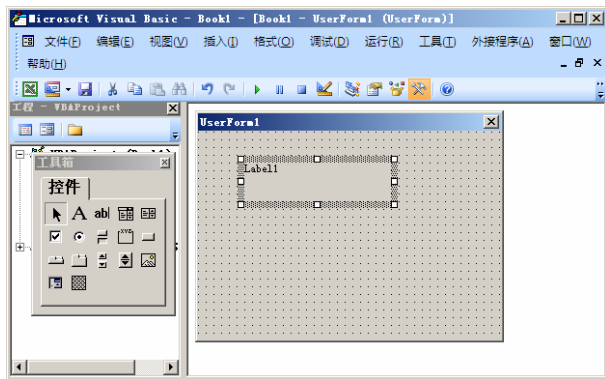 Microsoft Visual Basic - Book1 - [Book1 - UserForm1 (UserForm)]
文件(F) 编辑(E) 视图(V) 插入(I) 格式(O) 调试(D) 运行(R) 工具(T) 外接程序(A) 窗口(W)
帮助(H)
工程 - VBAProject
UserForm1
工具箱
Label1
控件
A abl
XYZ